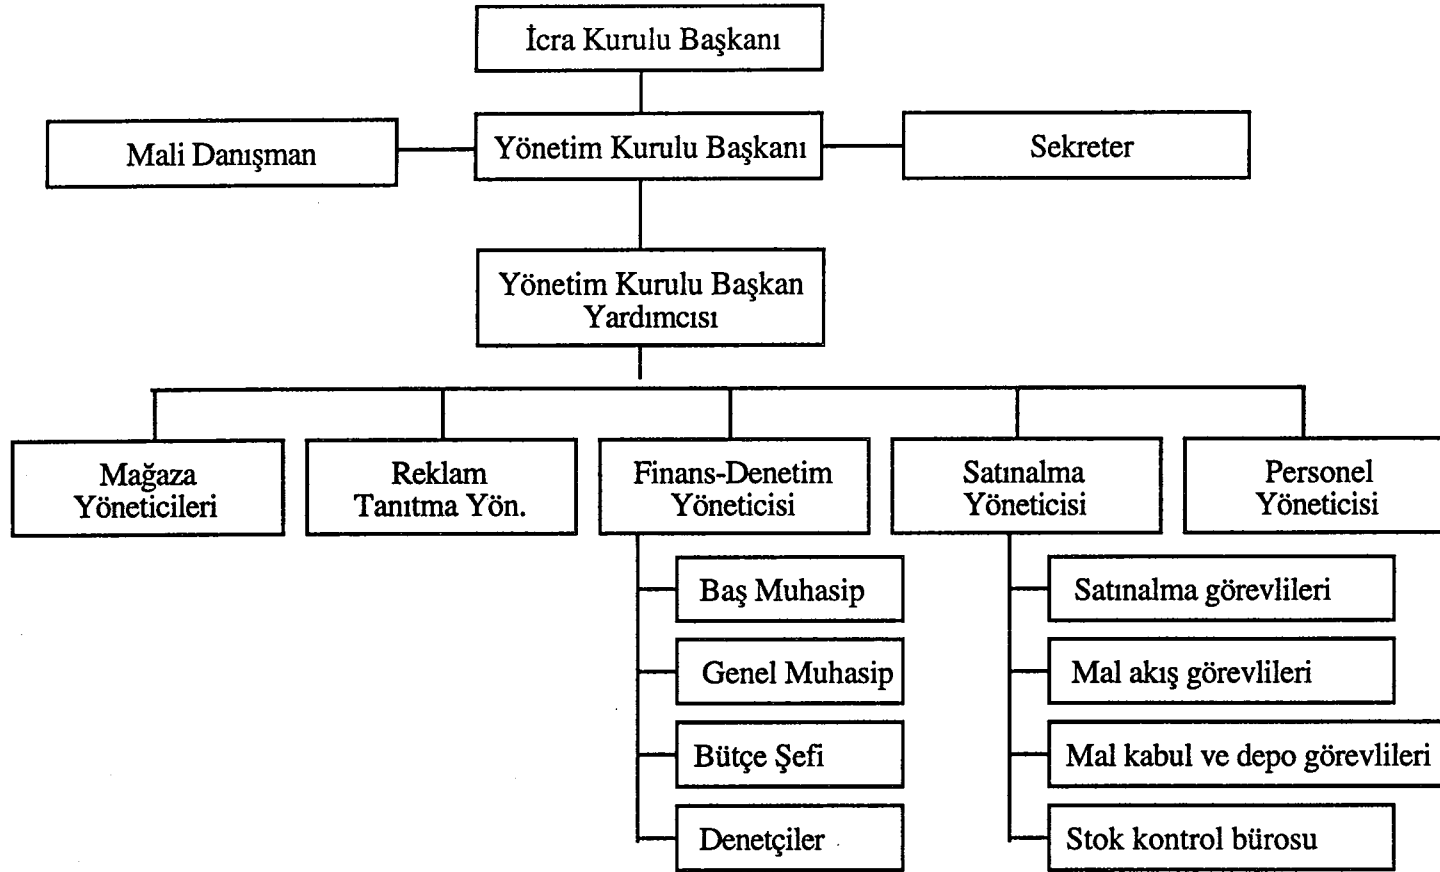 İcra Kurulu Başkanı
Mali Danışman
Yönetim Kurulu Başkanı
Sekreter
Yönetim Kurulu Başkan
Yardımcısı
Mağaza
Yöneticileri
Reklam
Tanıtma Yön.
Finans-Denetim
Yöneticisi
Satınalma
Yöneticisi
Personel
Yöneticisi
Baş Muhasip
Genel Muhasip
Bütçe Şefi
Denetçiler
Satınalma görevlileri
Mal akış görevlileri
Mal kabul ve depo görevlileri
Stok kontrol bürosu